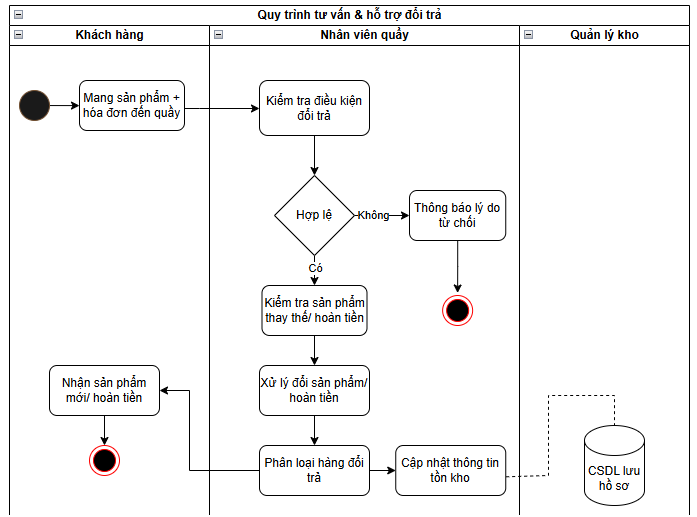 Quy trình tư vấn & hỗ trợ đổi trả
Khách hàng
Nhân viên quầy
Quản lý kho
Mang sản phẩm +
hóa đơn đến quầy
Kiểm tra điều kiện
đổi trả
Hợp lệ
Không
Thông báo lý do
từ chối
Có
Kiểm tra sản phẩm
thay thế/ hoàn tiền
Nhận sản phẩm
mới/ hoàn tiền
Xử lý đổi sản phẩm/
hoàn tiền
Phân loại hàng đổi
trả
Cập nhật thông tin
tồn kho
CSDL lưu
hồ sơ